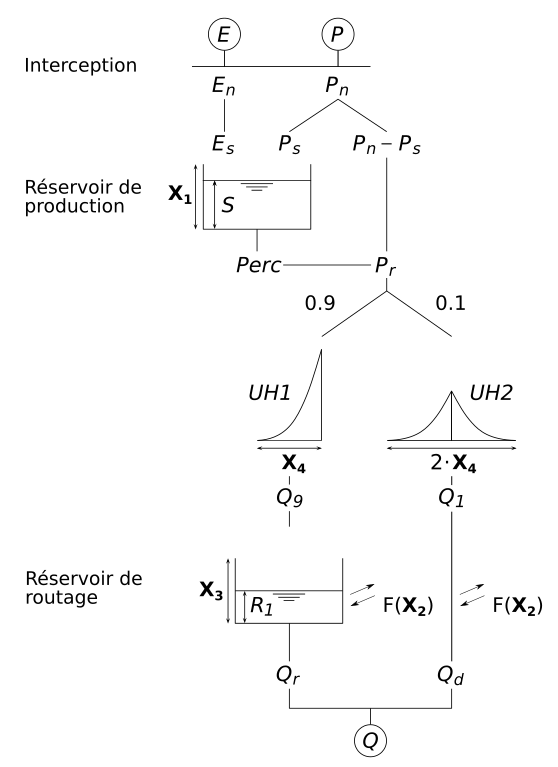 E P
Interception
Eₙ Pₙ
Eₛ Pₛ Pₙ – Pₛ
Réservoir de
production
X₁
S
Perc Pᵣ
0.9 0.1
UH1 UH2
X₄ 2·X₄
Q₉ Q₁
Réservoir de
routage
X₃
R₁ F(X₂) F(X₂)
Qᵣ Q_d
Q